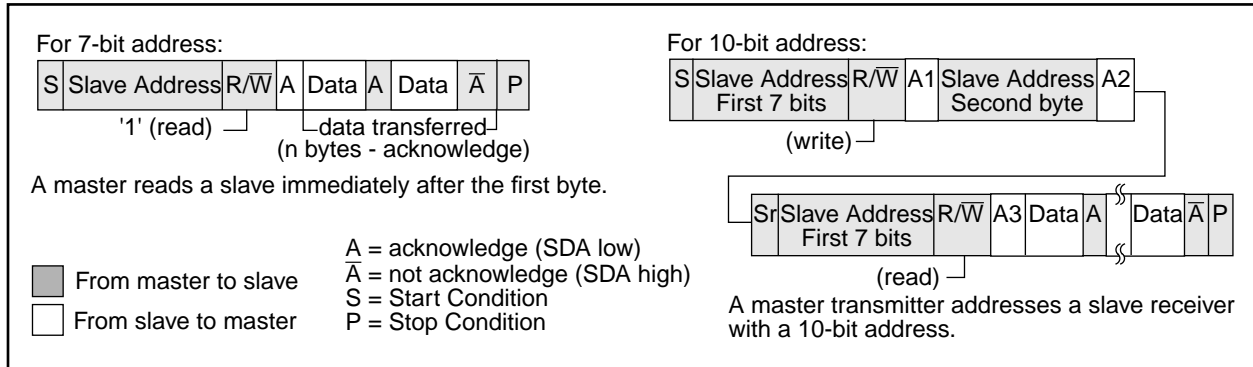 For 7-bit address:
S Slave Address R/W̅ A Data A Data A̅ P
'1' (read)
data transferred
(n bytes - acknowledge)
A master reads a slave immediately after the first byte.
From master to slave
From slave to master
A = acknowledge (SDA low)
A̅ = not acknowledge (SDA high)
S = Start Condition
P = Stop Condition
For 10-bit address:
S Slave Address First 7 bits R/W̅ A1 Slave Address Second byte A2
(write)
Sr Slave Address First 7 bits R/W̅ A3 Data A Data A̅ P
(read)
A master transmitter addresses a slave receiver
with a 10-bit address.